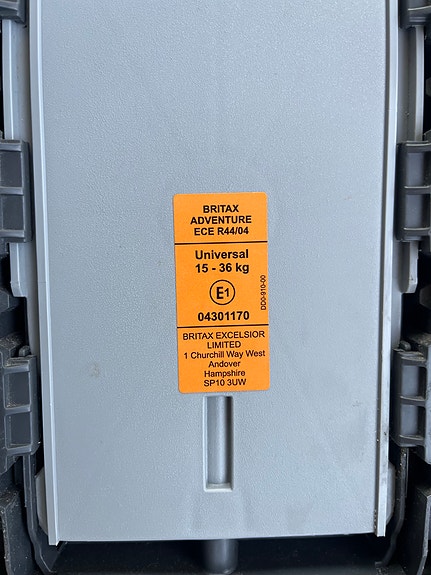 BRITAX
ADVENTURE
ECE R44/04
Universal
15 - 36 kg
E1
DD0-910-00
04301170
BRITAX EXCELSIOR
LIMITED
1 Churchill Way West
Andover
Hampshire
SP10 3UW